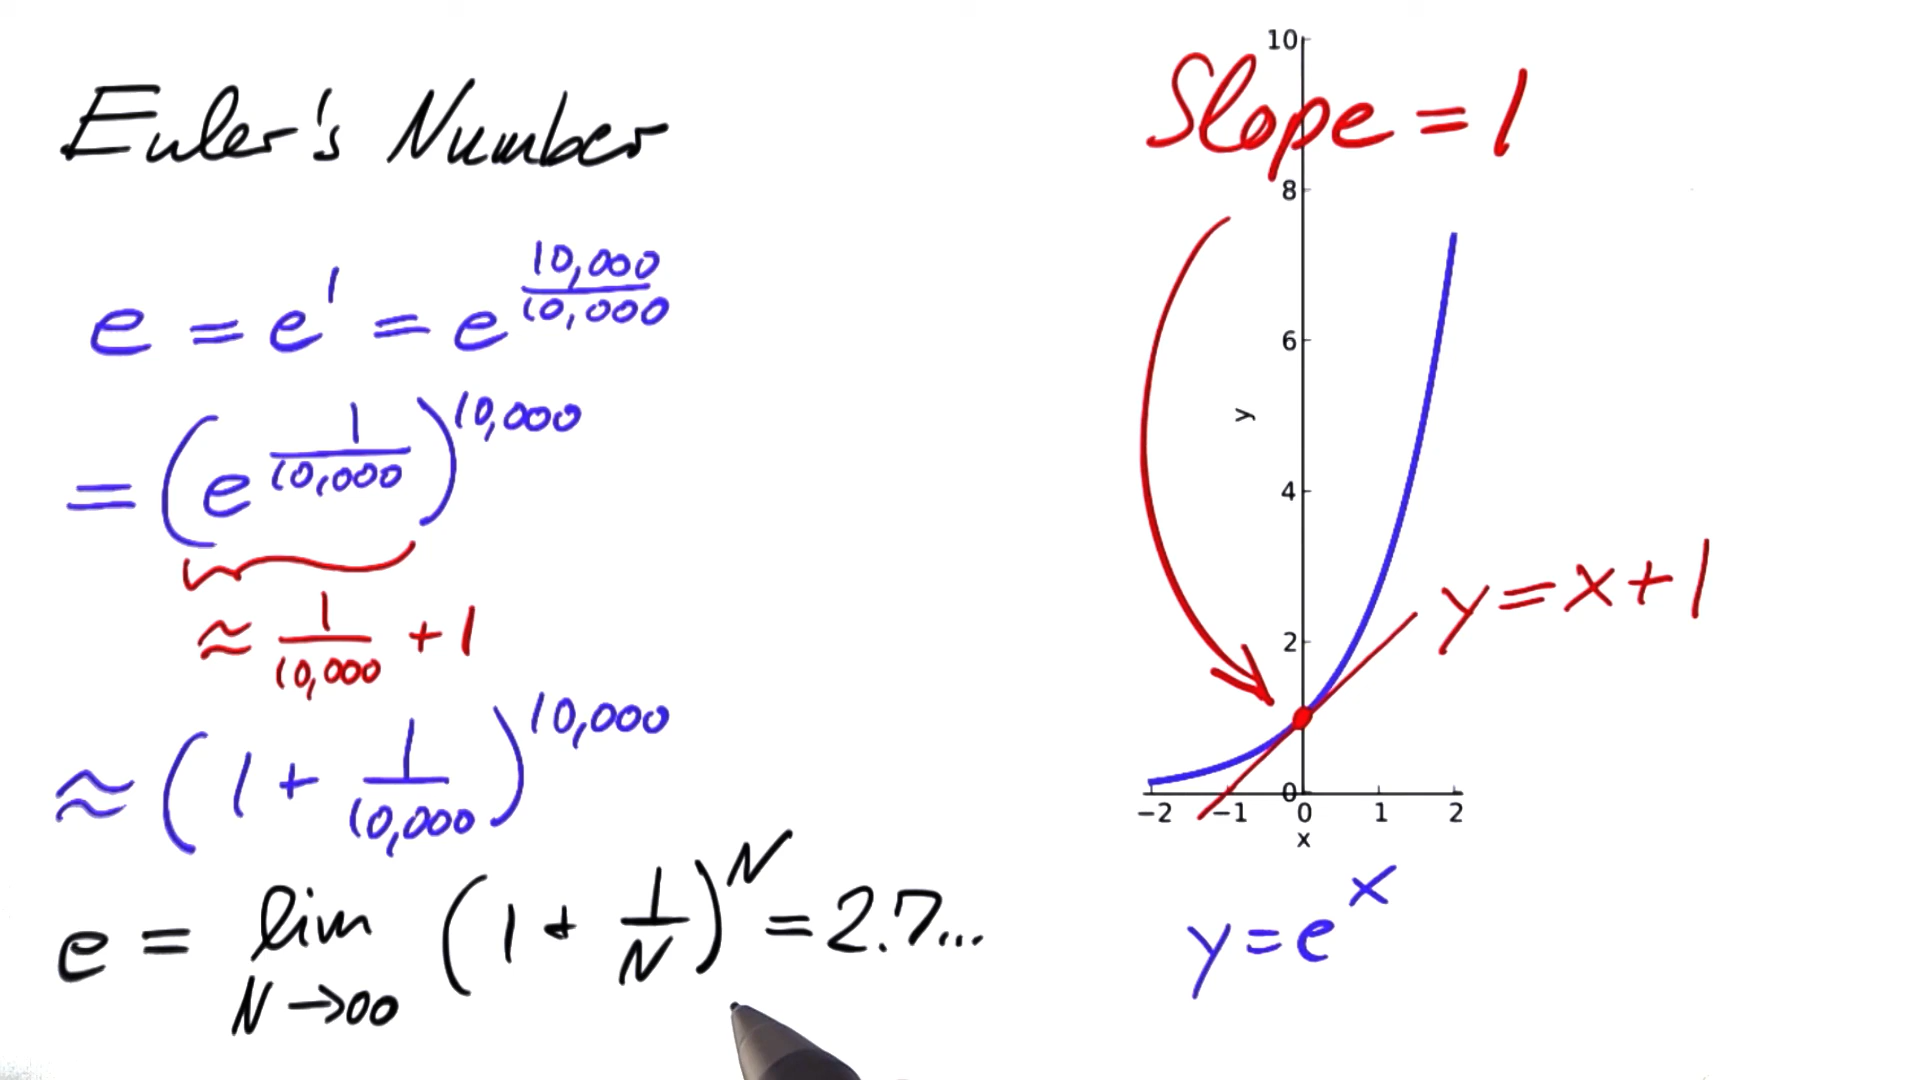 Euler's Number
e = e^1 = e^(10,000/10,000)
= (e^(1/10,000))^10,000
≈ 1/10,000 + 1
≈ (1 + 1/10,000)^10,000
e = lim N→∞ (1 + 1/N)^N = 2.7...
Slope = 1
10
8
6
y
4
2
0
−2 −1 0 1 2
x
y = x + 1
y = e^x